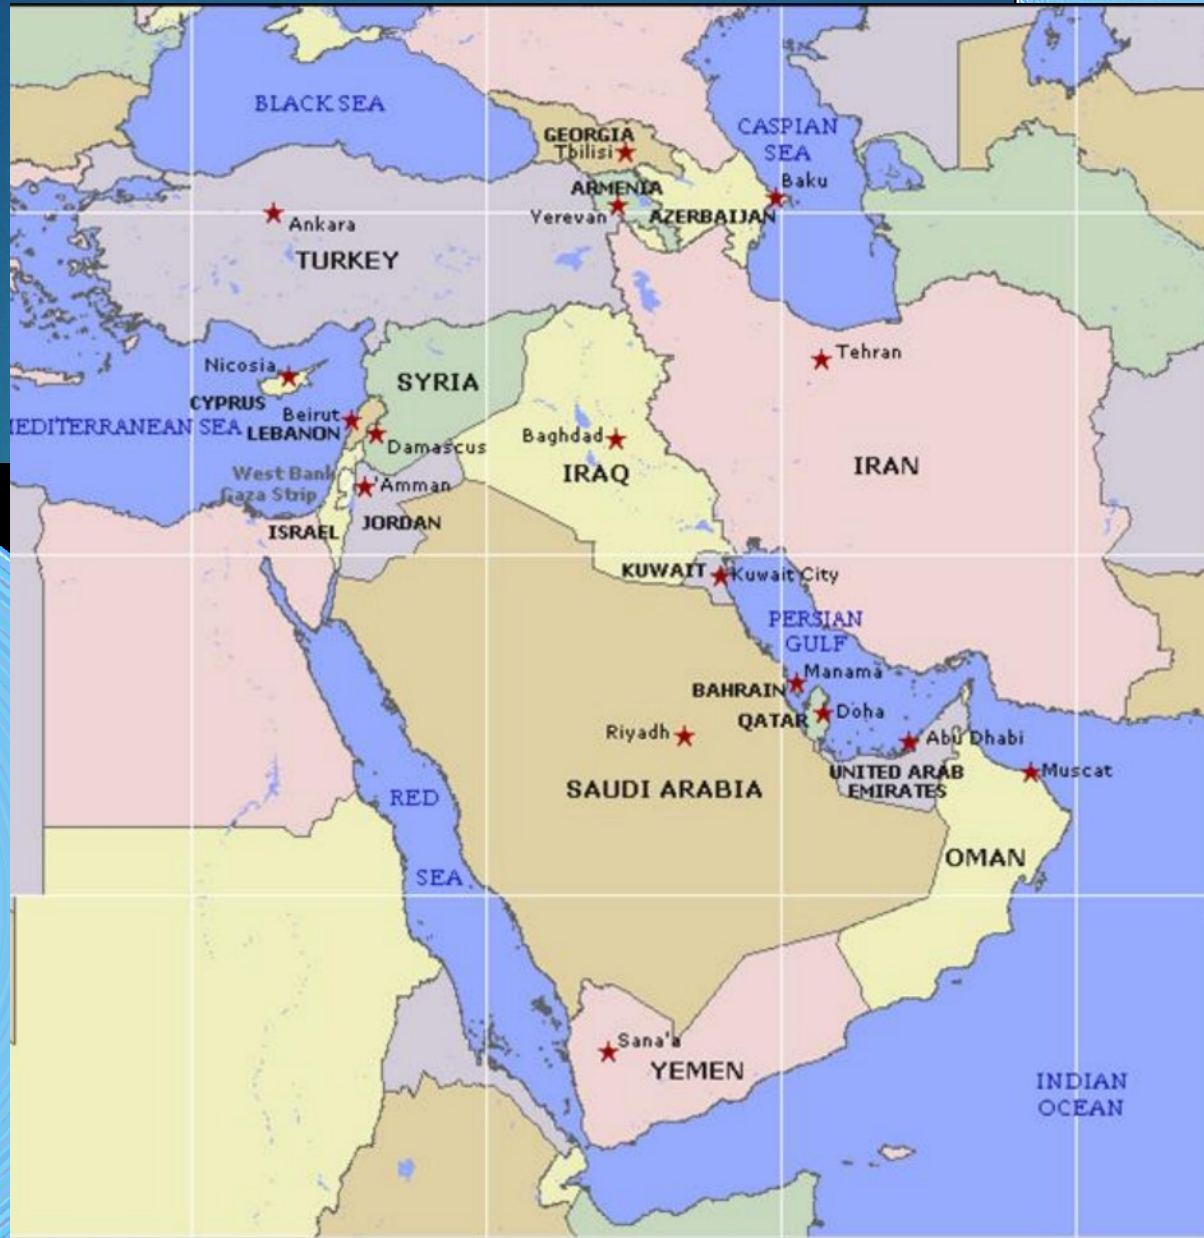 BLACK SEA
GEORGIA
Tbilisi
CASPIAN
SEA
ARMENIA
Baku
Yerevan
AZERBAIJAN
Ankara
TURKEY
Tehran
Nicosia
SYRIA
CYPRUS
Beirut
MEDITERRANEAN SEA
LEBANON
Damascus
Baghdad
IRAQ
IRAN
West Bank
Gaza Strip
'Amman
ISRAEL
JORDAN
KUWAIT
Kuwait City
PERSIAN
GULF
Manama
BAHRAIN
QATAR
Doha
Riyadh
Abu Dhabi
UNITED ARAB
EMIRATES
Muscat
SAUDI ARABIA
RED
SEA
OMAN
Sana'a
YEMEN
INDIAN
OCEAN